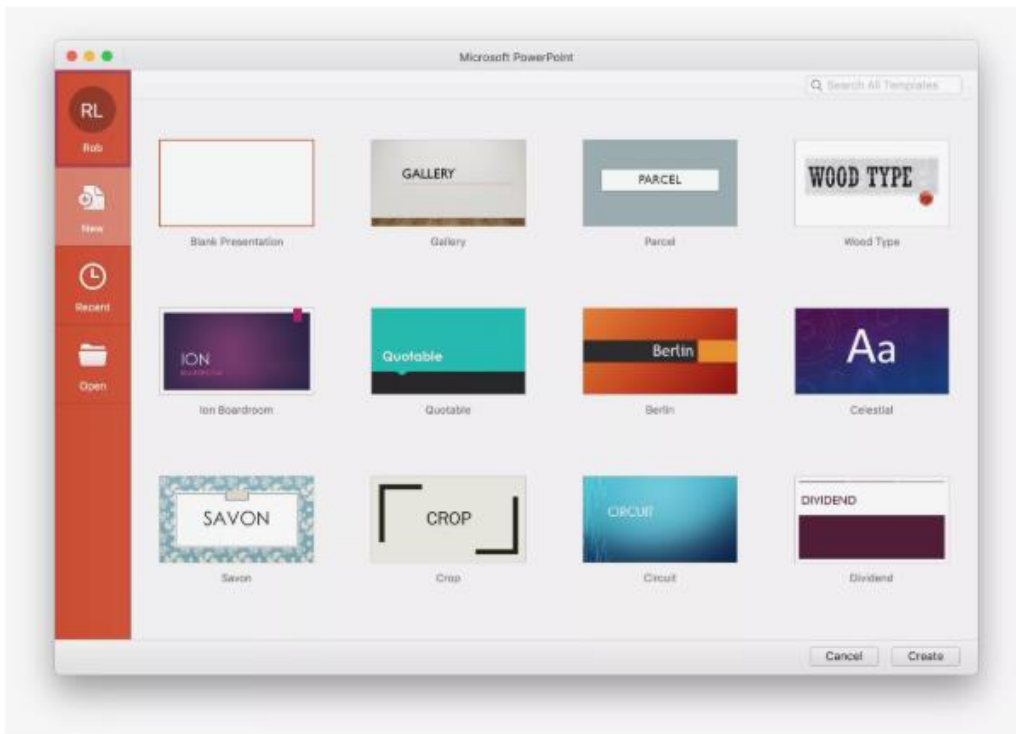 Microsoft PowerPoint
Search All Templates
RL
Rob
New
Recent
Open
GALLERY
PARCEL
WOOD TYPE
Blank Presentation
Gallery
Parcel
Wood Type
ION
Quotable
Berlin
Aa
Ion Boardroom
Quotable
Berlin
Celestial
SAVON
CROP
CIRCUIT
DIVIDEND
Savon
Crop
Circuit
Dividend
Cancel
Create